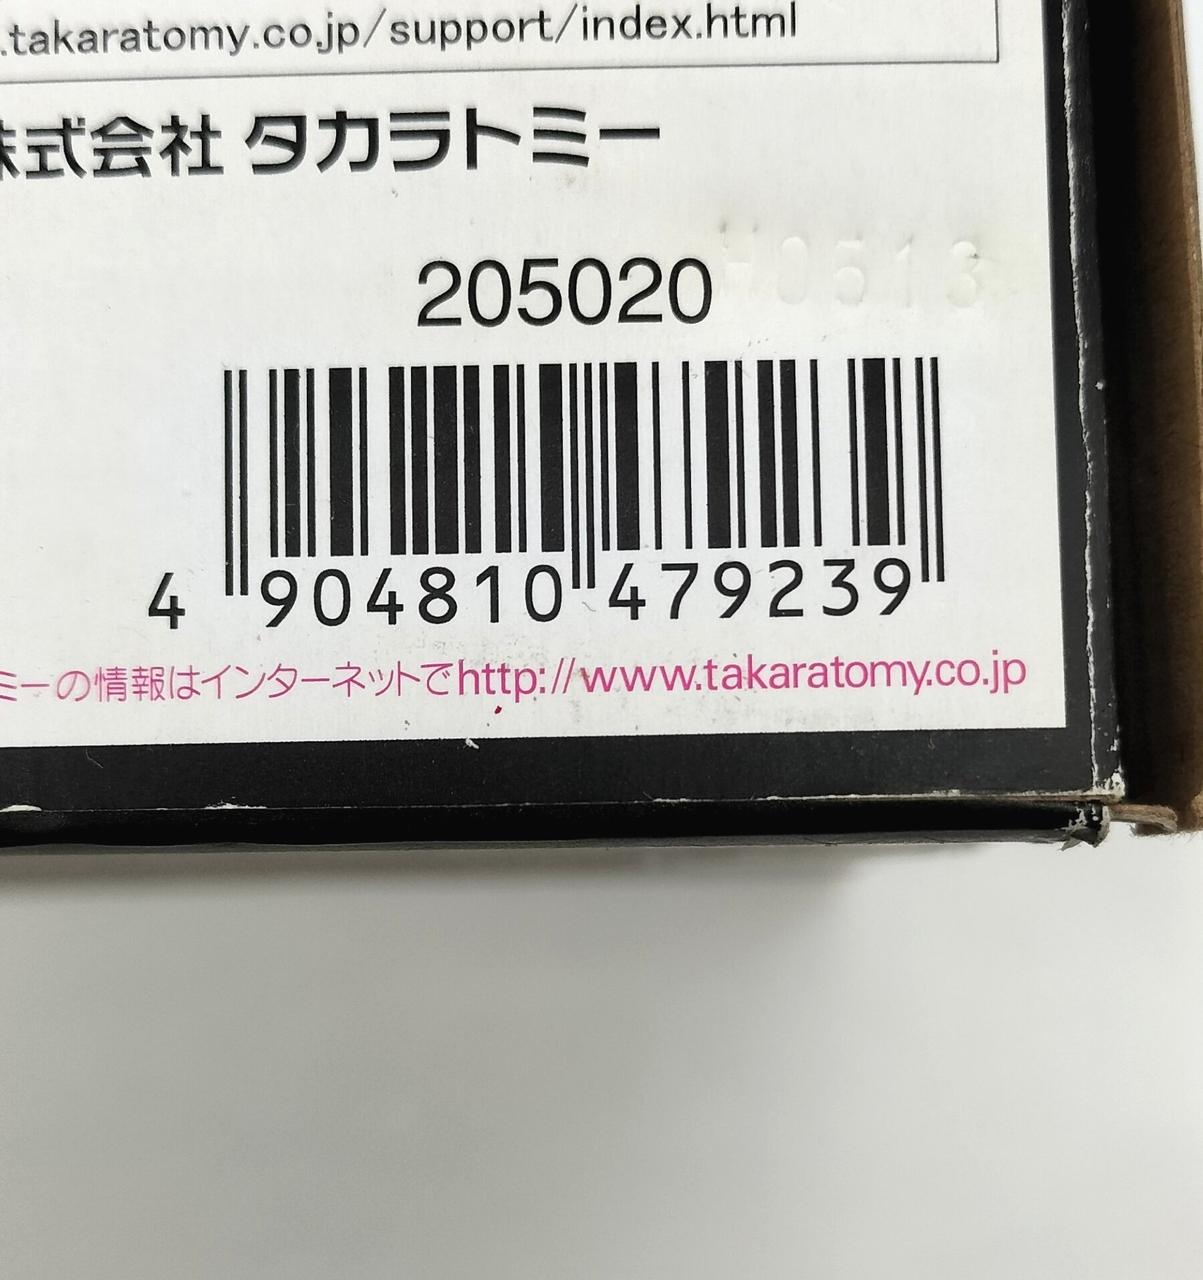 .takaratomy.co.jp/support/index.html
株式会社 タカラトミー
H0513
205020
4 904810 479239
ミーの情報はインターネットでhttp://www.takaratomy.co.jp